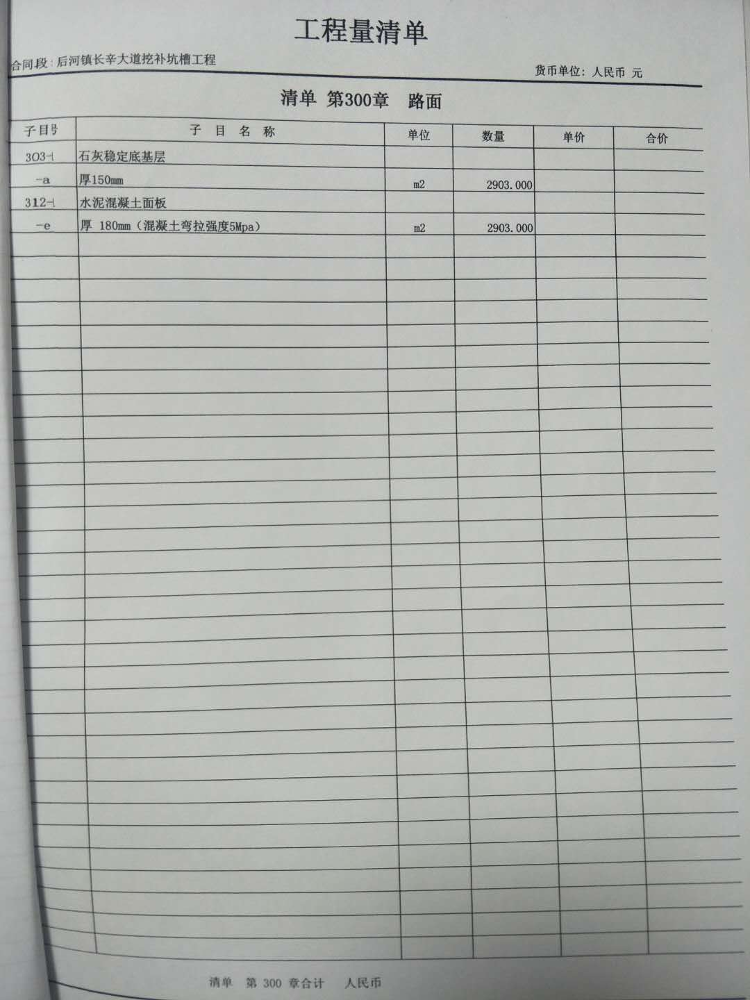 工程量清单
合同段：后河镇长辛大道挖补坑槽工程
货币单位：人民币 元
清单 第300章 路面
子目号 子 目 名 称 单位 数量 单价 合价
303-1 石灰稳定底基层
-a 厚150mm m2 2903.000
312-1 水泥混凝土面板
-e 厚 180mm（混凝土弯拉强度5Mpa） m2 2903.000
清单 第 300 章合计 人民币